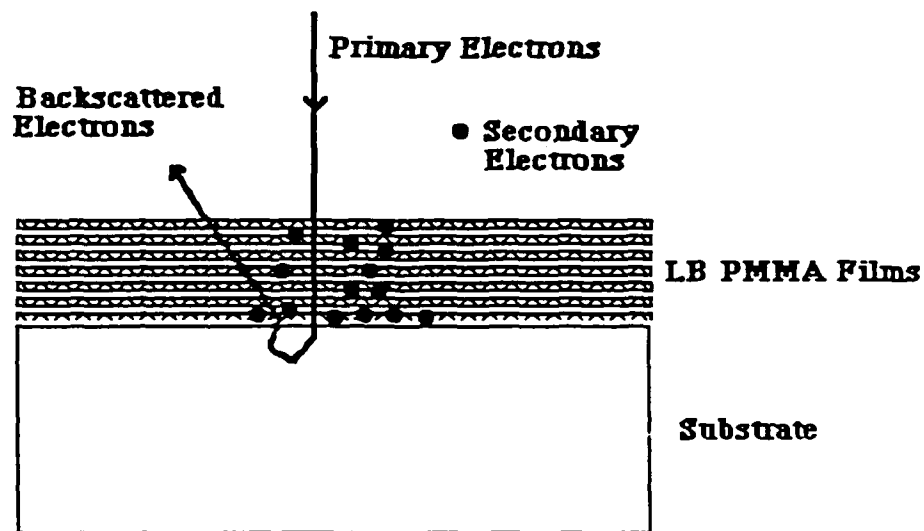 Primary Electrons
Backscattered
Electrons
Secondary
Electrons
LB PMMA Films
Substrate